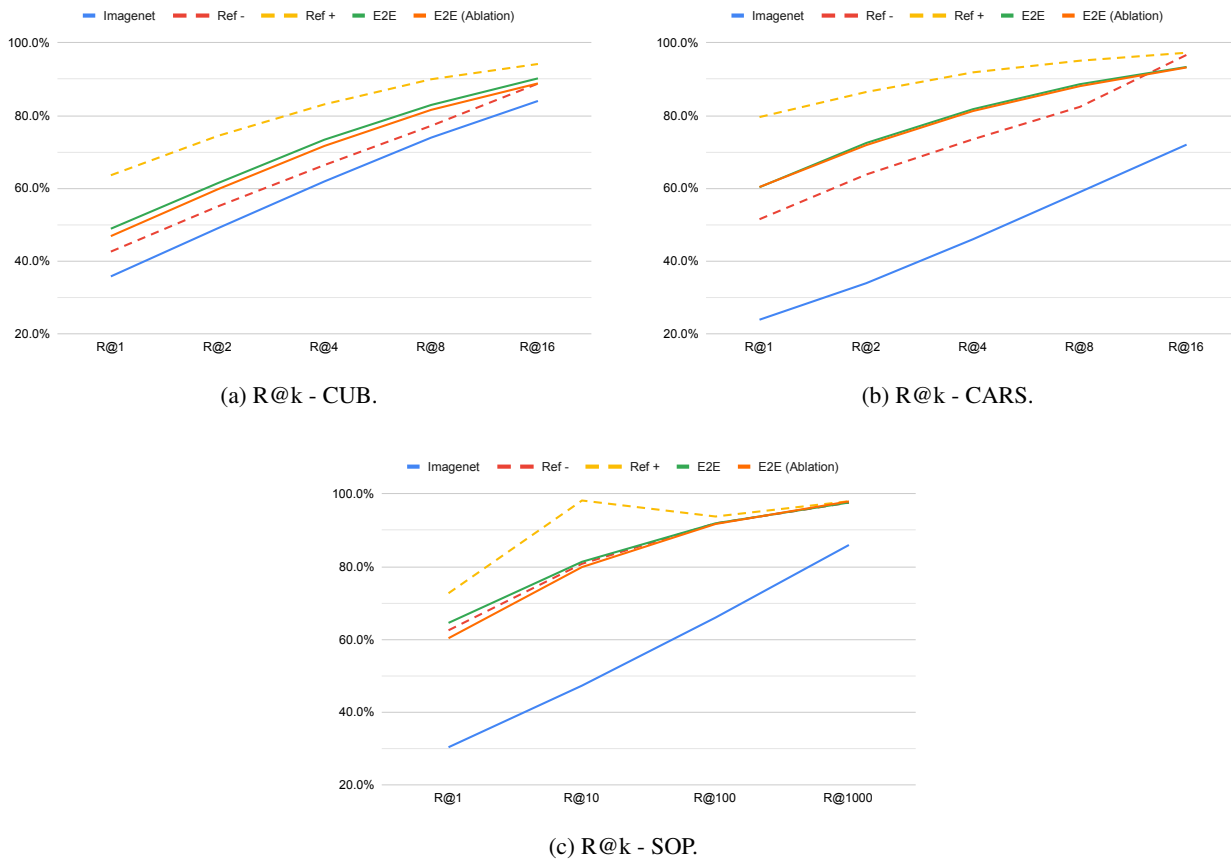 Imagenet Ref - Ref + E2E E2E (Ablation)
100.0%
80.0%
60.0%
40.0%
20.0%
R@1 R@2 R@4 R@8 R@16
(a) R@k - CUB.
Imagenet Ref - Ref + E2E E2E (Ablation)
100.0%
80.0%
60.0%
40.0%
20.0%
R@1 R@2 R@4 R@8 R@16
(b) R@k - CARS.
Imagenet Ref - Ref + E2E E2E (Ablation)
100.0%
80.0%
60.0%
40.0%
20.0%
R@1 R@10 R@100 R@1000
(c) R@k - SOP.